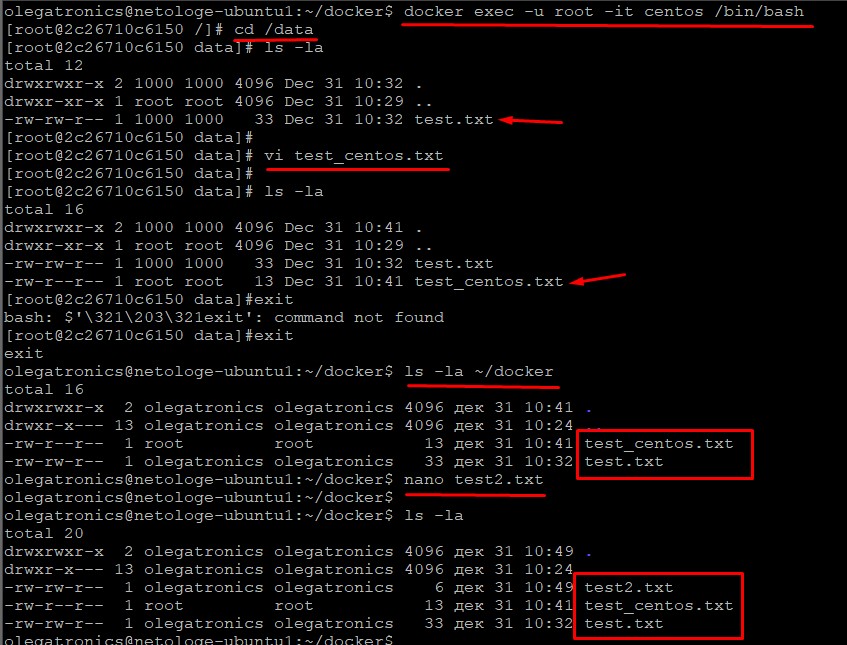 olegatronics@netologe-ubuntu1:~/docker$ docker exec -u root -it centos /bin/bash
[root@2c26710c6150 /]# cd /data
[root@2c26710c6150 data]# ls -la
total 12
drwxrwxr-x 2 1000 1000 4096 Dec 31 10:32 .
drwxr-xr-x 1 root root 4096 Dec 31 10:29 ..
-rw-rw-r-- 1 1000 1000   33 Dec 31 10:32 test.txt
[root@2c26710c6150 data]#
[root@2c26710c6150 data]# vi test_centos.txt
[root@2c26710c6150 data]#
[root@2c26710c6150 data]# ls -la
total 16
drwxrwxr-x 2 1000 1000 4096 Dec 31 10:41 .
drwxr-xr-x 1 root root 4096 Dec 31 10:29 ..
-rw-rw-r-- 1 1000 1000   33 Dec 31 10:32 test.txt
-rw-r--r-- 1 root root   13 Dec 31 10:41 test_centos.txt
[root@2c26710c6150 data]#exit
bash: $'\321\203\321exit': command not found
[root@2c26710c6150 data]#exit
exit
olegatronics@netologe-ubuntu1:~/docker$ ls -la ~/docker
total 16
drwxrwxr-x  2 olegatronics olegatronics 4096 дек 31 10:41 .
drwxr-x--- 13 olegatronics olegatronics 4096 дек 31 10:24 ..
-rw-r--r--  1 root         root           13 дек 31 10:41 test_centos.txt
-rw-rw-r--  1 olegatronics olegatronics   33 дек 31 10:32 test.txt
olegatronics@netologe-ubuntu1:~/docker$ nano test2.txt
olegatronics@netologe-ubuntu1:~/docker$
olegatronics@netologe-ubuntu1:~/docker$ ls -la
total 20
drwxrwxr-x  2 olegatronics olegatronics 4096 дек 31 10:49 .
drwxr-x--- 13 olegatronics olegatronics 4096 дек 31 10:24
-rw-rw-r--  1 olegatronics olegatronics    6 дек 31 10:49 test2.txt
-rw-r--r--  1 root         root           13 дек 31 10:41 test_centos.txt
-rw-rw-r--  1 olegatronics olegatronics   33 дек 31 10:32 test.txt
olegatronics@netologe-ubuntu1:~/docker$